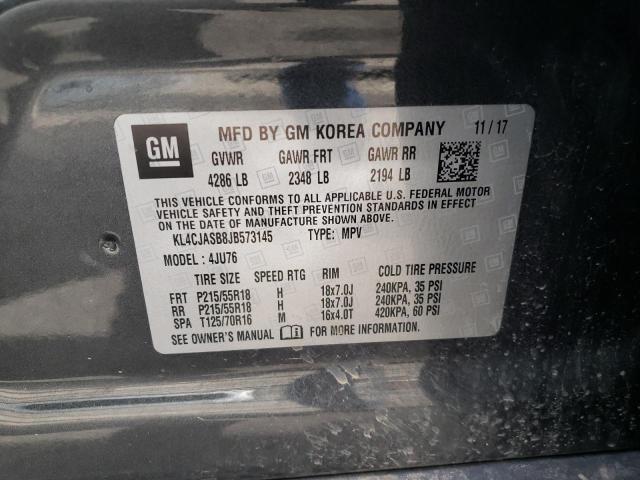 GM
MFD BY GM KOREA COMPANY 11/17
GVWR GAWR FRT GAWR RR
4286 LB 2348 LB 2194 LB
THIS VEHICLE CONFORMS TO ALL APPLICABLE U.S. FEDERAL MOTOR
VEHICLE SAFETY AND THEFT PREVENTION STANDARDS IN EFFECT
ON THE DATE OF MANUFACTURE SHOWN ABOVE.
KL4CJASB8JB573145 TYPE: MPV
MODEL : 4JU76
TIRE SIZE SPEED RTG RIM COLD TIRE PRESSURE
FRT P215/55R18 H 18x7.0J 240KPA, 35 PSI
RR P215/55R18 H 18x7.0J 240KPA, 35 PSI
SPA T125/70R16 M 16x4.0T 420KPA, 60 PSI
SEE OWNER'S MANUAL FOR MORE INFORMATION.